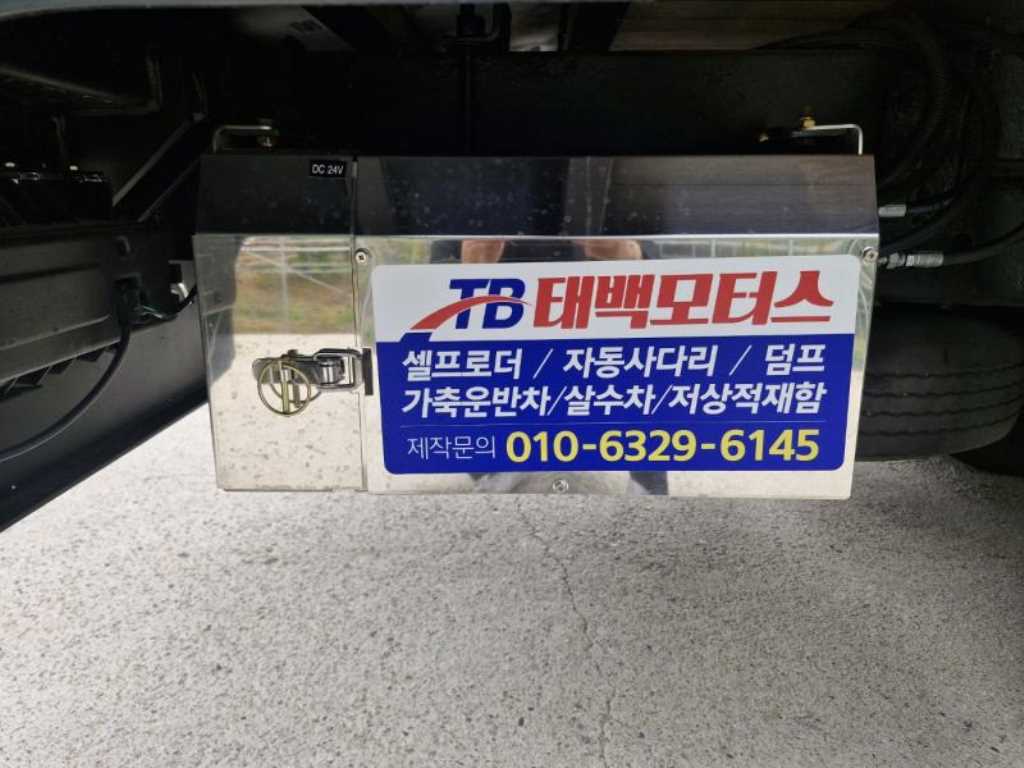 DC 24V
TB 태백모터스
셀프로더 / 자동사다리 / 덤프
가축운반차/살수차/저상적재함
제작문의 010-6329-6145